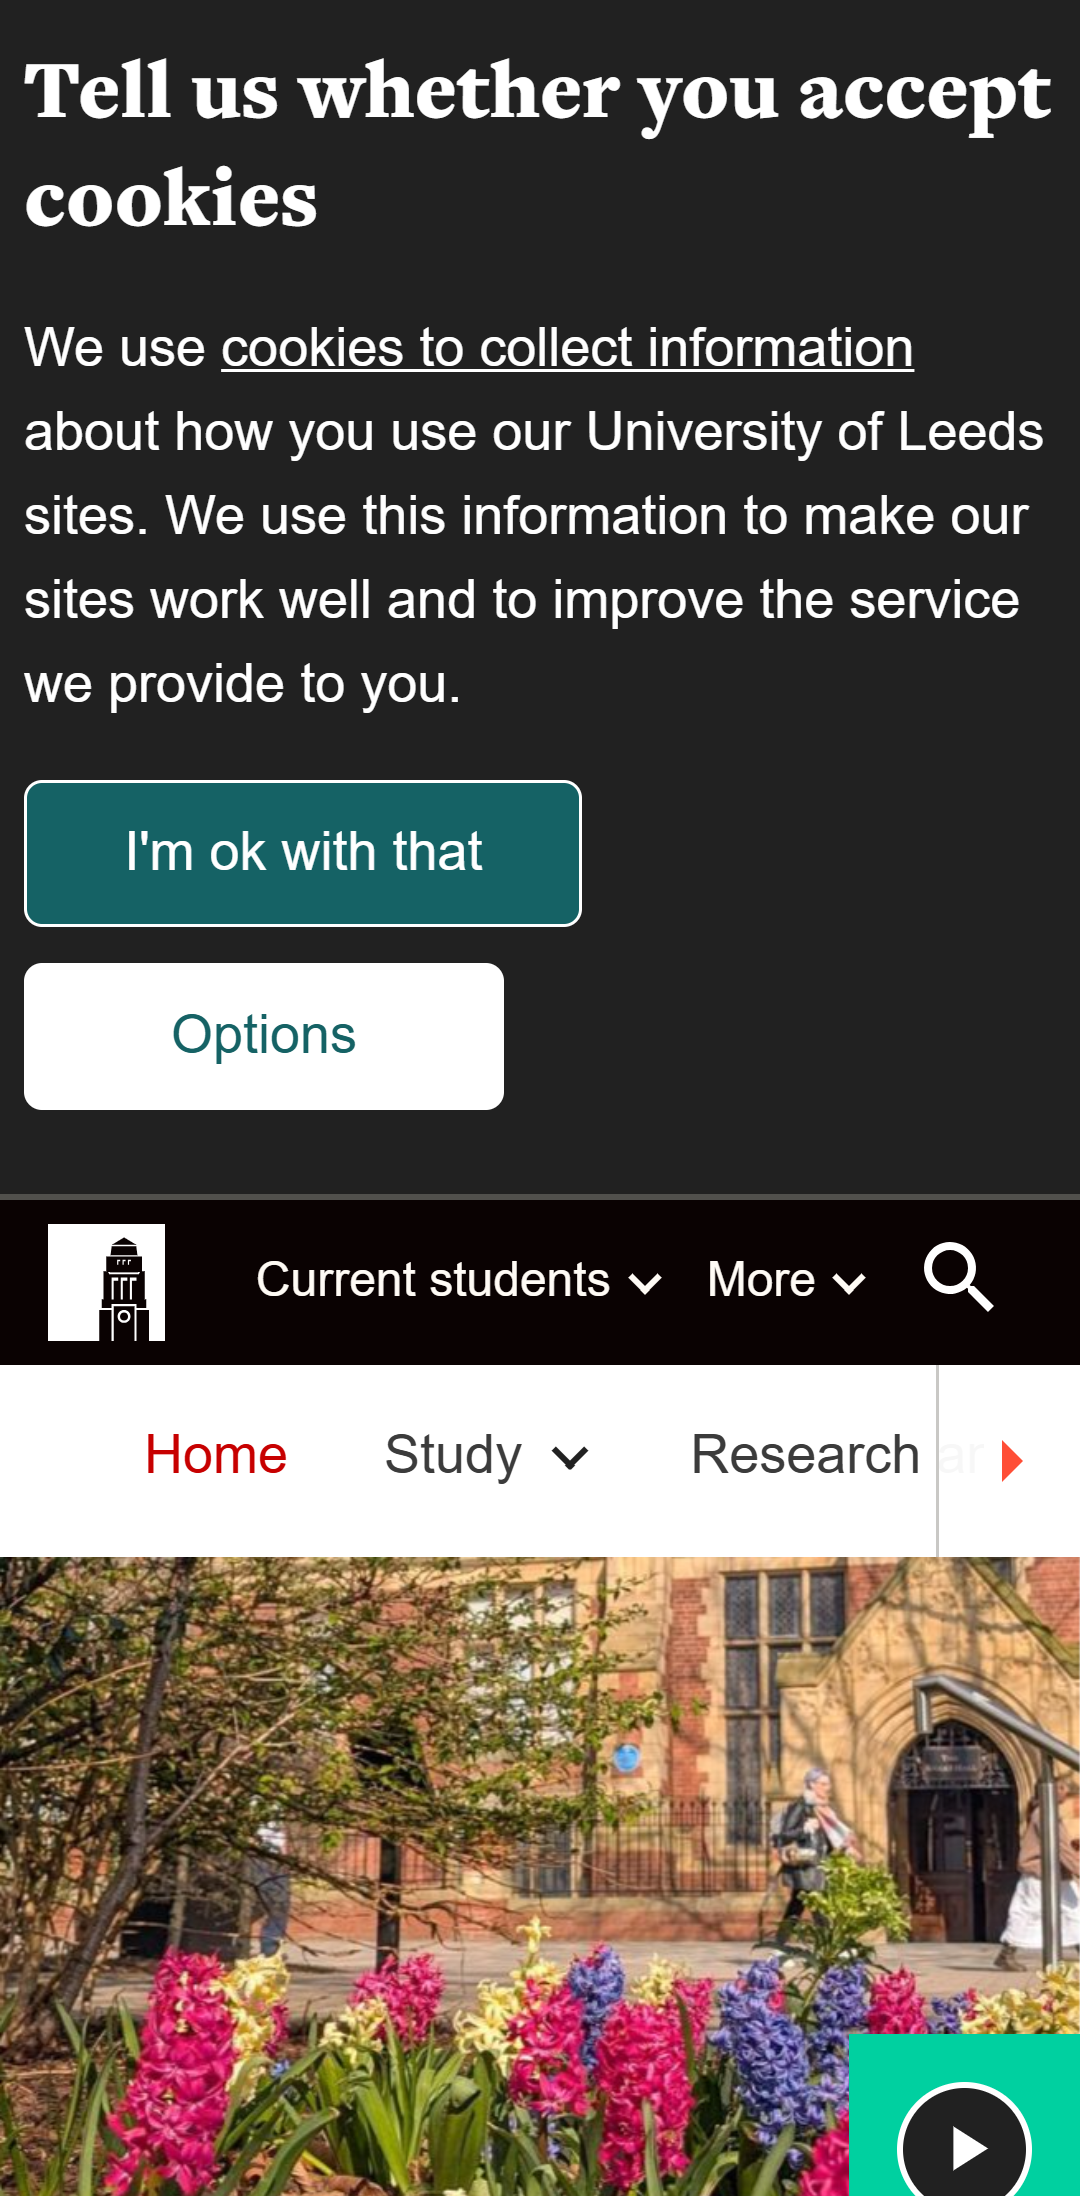 Tell us whether you accept
cookies
We use cookies to collect information
about how you use our University of Leeds
sites. We use this information to make our
sites work well and to improve the service
we provide to you.
I'm ok with that
Options
Current students
More
Home
Study
Research